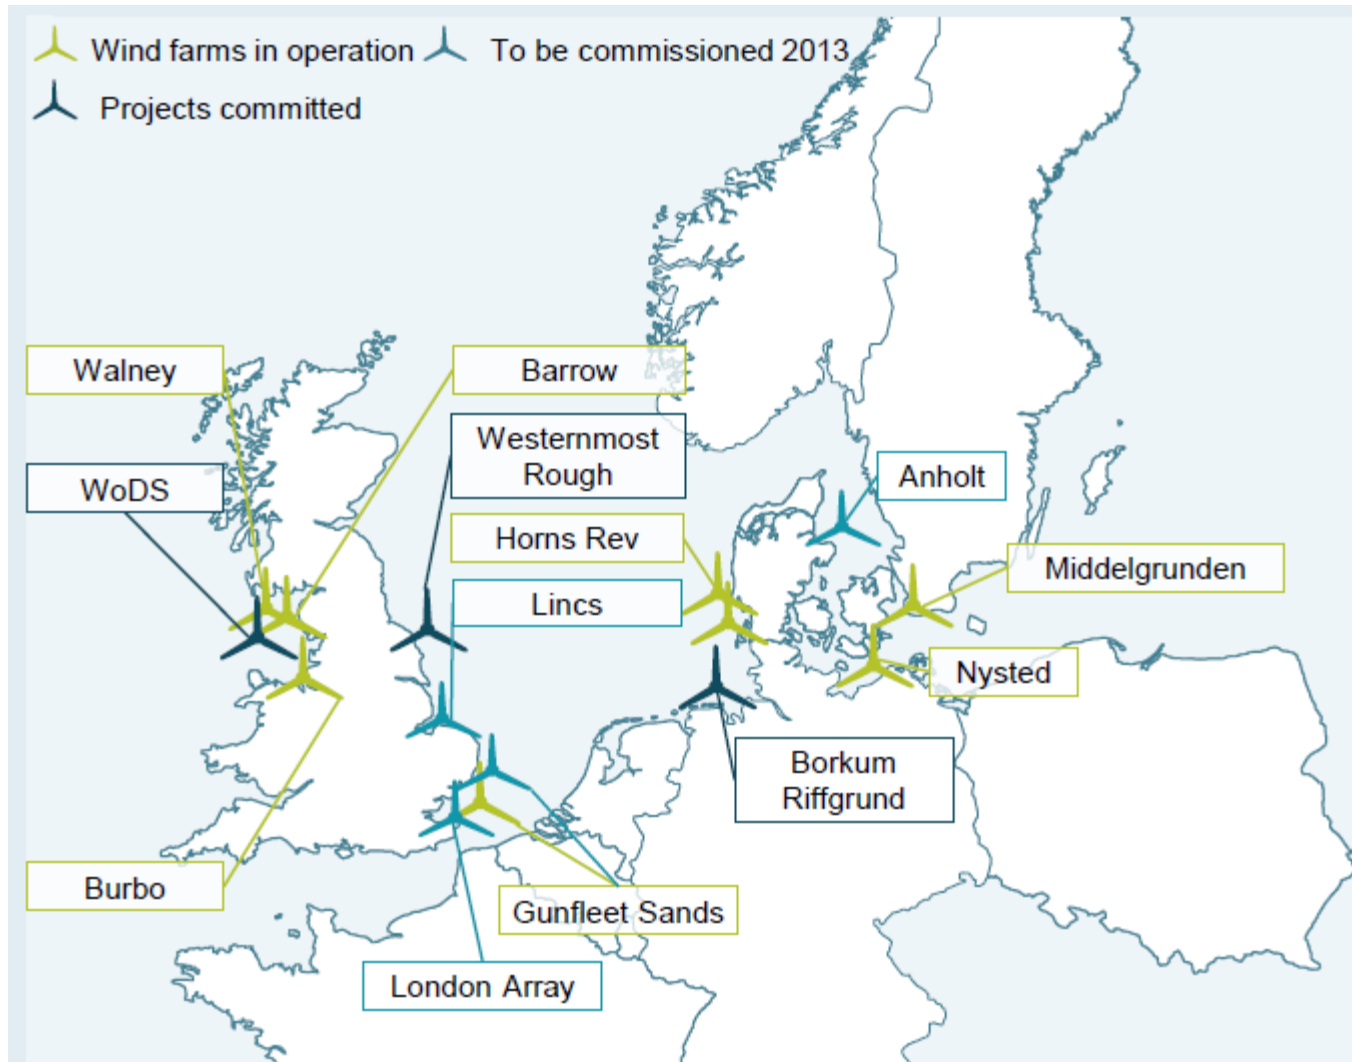 Wind farms in operation
To be commissioned 2013
Projects committed
Walney
Barrow
Westernmost
Rough
WoDS
Anholt
Horns Rev
Middelgrunden
Lincs
Nysted
Borkum
Riffgrund
Burbo
Gunfleet Sands
London Array